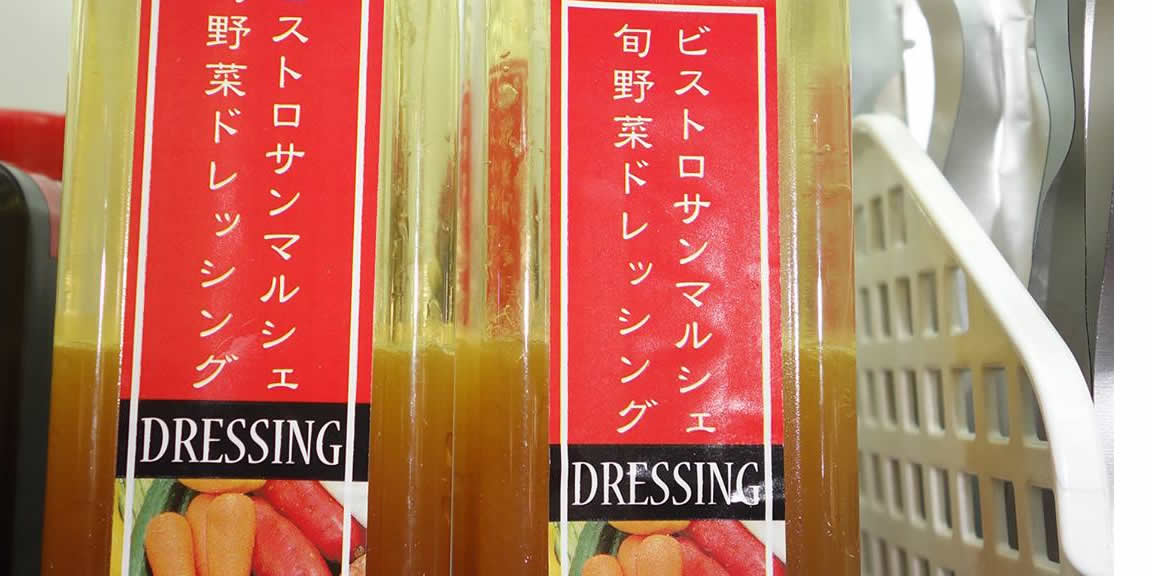 ストロサンマルシェ
野菜ドレッシング
DRESSING
ビストロサンマルシェ
旬野菜ドレッシング
DRESSING